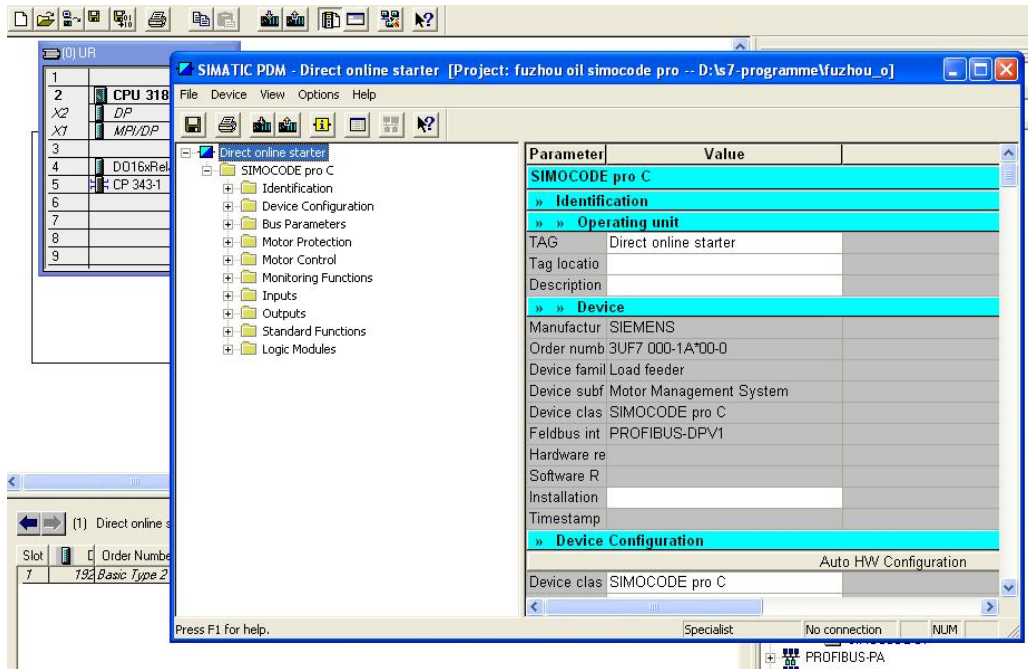 (0) UR
1
2 CPU 318
X2 DP
X1 MPI/DP
3
4 DO16xRel
5 CP 343-1
6
7
8
9
SIMATIC PDM - Direct online starter [Project: fuzhou oil simocode pro -- D:\s7-programme\fuzhou_o]
File Device View Options Help
Direct online starter
SIMOCODE pro C
Identification
Device Configuration
Bus Parameters
Motor Protection
Motor Control
Monitoring Functions
Inputs
Outputs
Standard Functions
Logic Modules
Parameter Value
SIMOCODE pro C
» Identification
» » Operating unit
TAG Direct online starter
Tag locatio
Description
» » Device
Manufactur SIEMENS
Order numb 3UF7 000-1A*00-0
Device famil Load feeder
Device subf Motor Management System
Device clas SIMOCODE pro C
Feldbus int PROFIBUS-DPV1
Hardware re
Software R
Installation
Timestamp
» Device Configuration
Auto HW Configuration
Device clas SIMOCODE pro C
(1) Direct online s
Slot Order Numbe
1 192 Basic Type 2
Press F1 for help. Specialist No connection NUM
PROFIBUS-PA